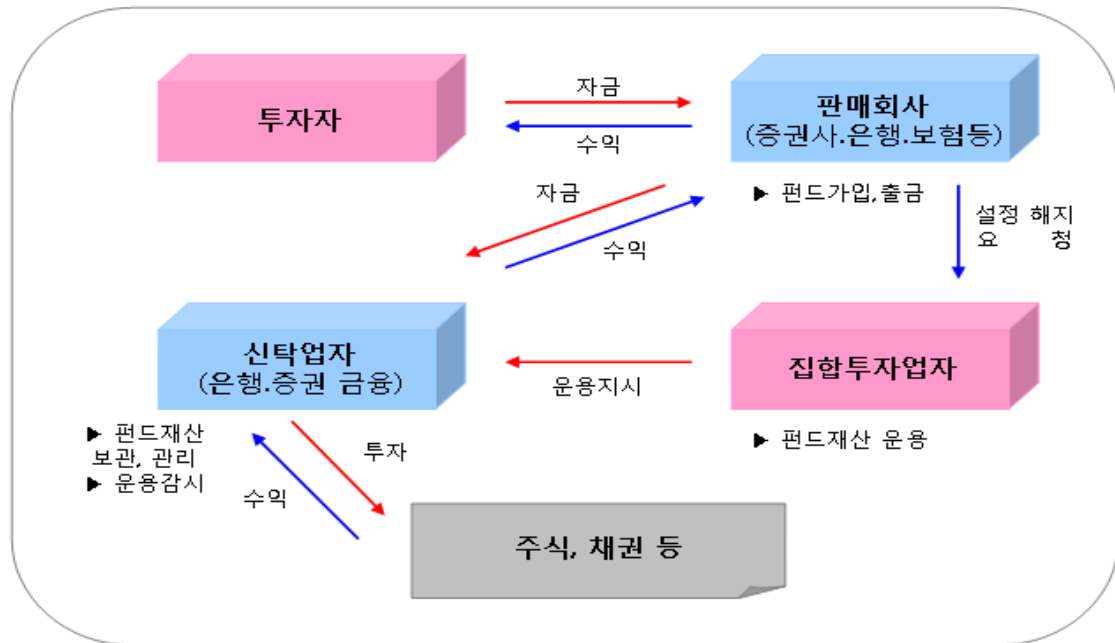 투자자
자금
수익
판매회사
(증권사.은행.보험등)
▶ 펀드가입,출금
자금
수익
설정 해지
요 청
신탁업자
(은행.증권 금융)
운용지시
집합투자업자
▶ 펀드재산
보관, 관리
▶ 운용감시
▶ 펀드재산 운용
투자
수익
주식, 채권 등